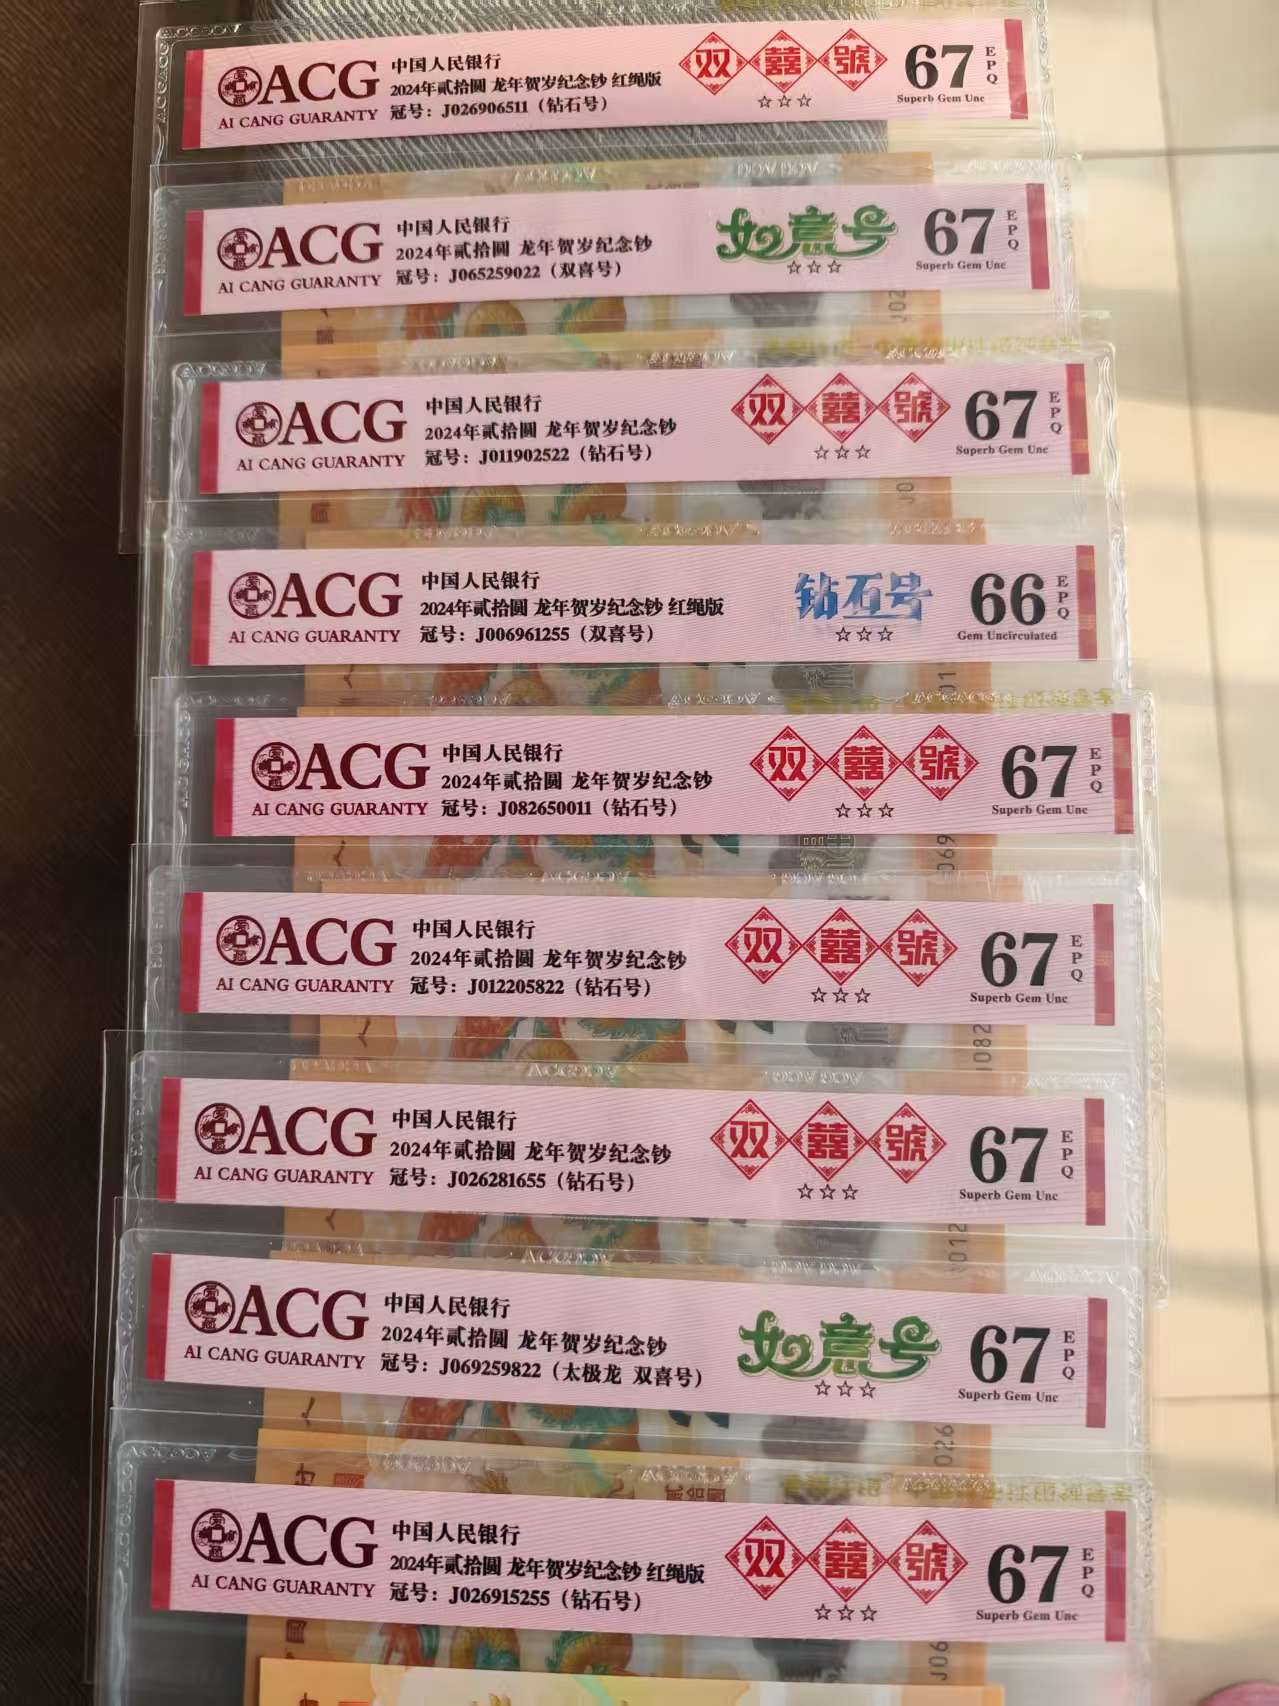 ACG
AI CANG GUARANTY
中国人民银行
2024年贰拾圆 龙年贺岁纪念钞 红绳版
冠号：J026906511（钻石号）
双囍號
☆☆☆
67
EPQ
Superb Gem Unc
ACG
AI CANG GUARANTY
中国人民银行
2024年贰拾圆 龙年贺岁纪念钞
冠号：J065259022（双喜号）
如意号
☆☆☆
67
EPQ
Superb Gem Unc
ACG
AI CANG GUARANTY
中国人民银行
2024年贰拾圆 龙年贺岁纪念钞
冠号：J011902522（钻石号）
双囍號
☆☆☆
67
EPQ
Superb Gem Unc
ACG
AI CANG GUARANTY
中国人民银行
2024年贰拾圆 龙年贺岁纪念钞 红绳版
冠号：J006961255（双喜号）
钻石号
☆☆☆
66
EPQ
Gem Uncirculated
ACG
AI CANG GUARANTY
中国人民银行
2024年贰拾圆 龙年贺岁纪念钞
冠号：J082650011（钻石号）
双囍號
☆☆☆
67
EPQ
Superb Gem Unc
ACG
AI CANG GUARANTY
中国人民银行
2024年贰拾圆 龙年贺岁纪念钞
冠号：J012205822（钻石号）
双囍號
☆☆☆
67
EPQ
Superb Gem Unc
ACG
AI CANG GUARANTY
中国人民银行
2024年贰拾圆 龙年贺岁纪念钞
冠号：J026281655（钻石号）
双囍號
☆☆☆
67
EPQ
Superb Gem Unc
ACG
AI CANG GUARANTY
中国人民银行
2024年贰拾圆 龙年贺岁纪念钞
冠号：J069259822（太极龙 双喜号）
如意号
☆☆☆
67
EPQ
Superb Gem Unc
ACG
AI CANG GUARANTY
中国人民银行
2024年贰拾圆 龙年贺岁纪念钞 红绳版
冠号：J026915255（钻石号）
双囍號
☆☆☆
67
EPQ
Superb Gem Unc